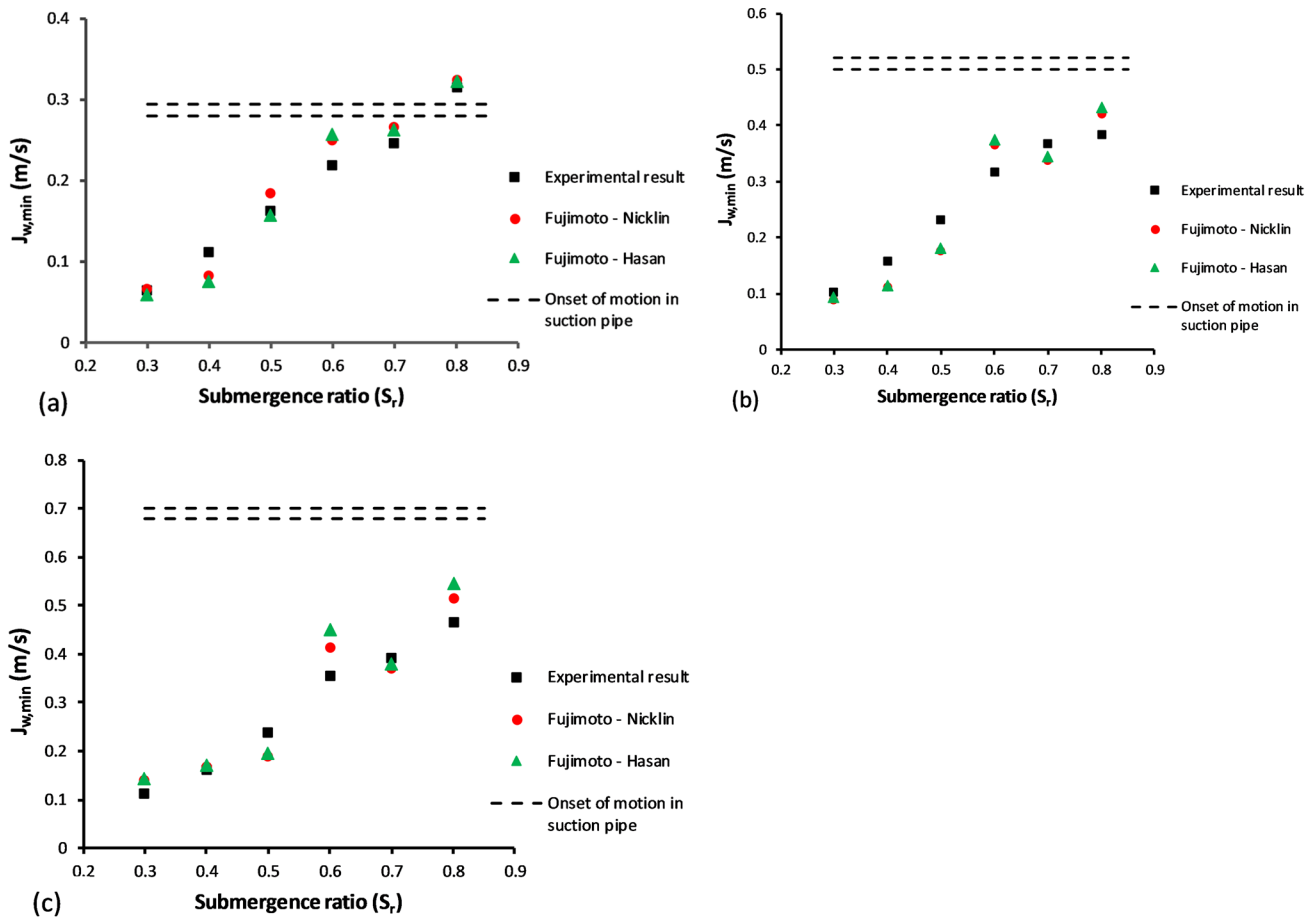 0.4
0.3
0.2
0.1
0
J_w,min (m/s)
0.2 0.3 0.4 0.5 0.6 0.7 0.8 0.9
Submergence ratio (S_r)
Experimental result
Fujimoto - Nicklin
Fujimoto - Hasan
Onset of motion in
suction pipe
(a)
0.6
0.5
0.4
0.3
0.2
0.1
0
J_w,min (m/s)
0.2 0.3 0.4 0.5 0.6 0.7 0.8 0.9
Submergence ratio (S_r)
Experimental result
Fujimoto - Nicklin
Fujimoto - Hasan
Onset of motion in
suction pipe
(b)
0.8
0.7
0.6
0.5
0.4
0.3
0.2
0.1
0
J_w,min (m/s)
0.2 0.3 0.4 0.5 0.6 0.7 0.8 0.9
Submergence ratio (S_r)
Experimental result
Fujimoto - Nicklin
Fujimoto - Hasan
Onset of motion in
suction pipe
(c)